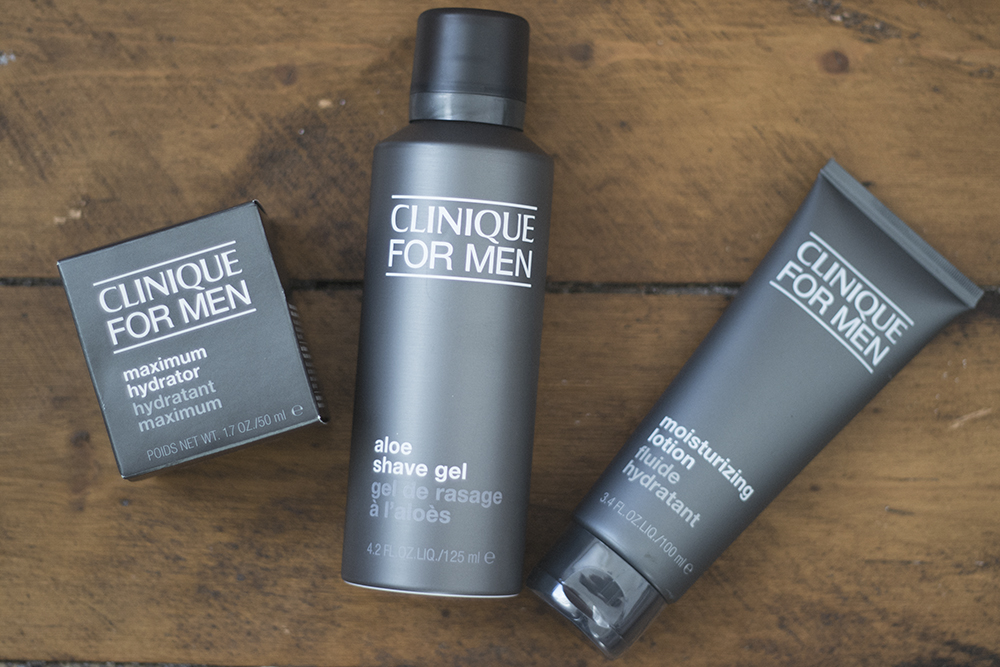 CLINIQUE
FOR MEN
maximum
hydrator
hydratant
maximum
POIDS NET WT. 1.7 OZ./50 ml ℮
CLINIQUE
FOR MEN
aloe
shave gel
gel de rasage
à l'aloès
4.2 FL.OZ.LIQ./125 ml ℮
CLINIQUE
FOR MEN
moisturizing
lotion
fluide
hydratant
3.4 FL.OZ.LIQ./100 ml ℮